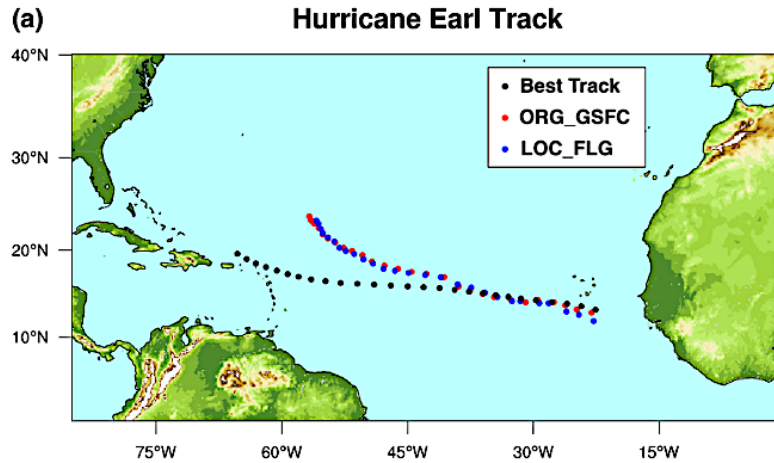 (a) Hurricane Earl Track
40°N
30°N
20°N
10°N
Best Track
ORG_GSFC
LOC_FLG
75°W 60°W 45°W 30°W 15°W